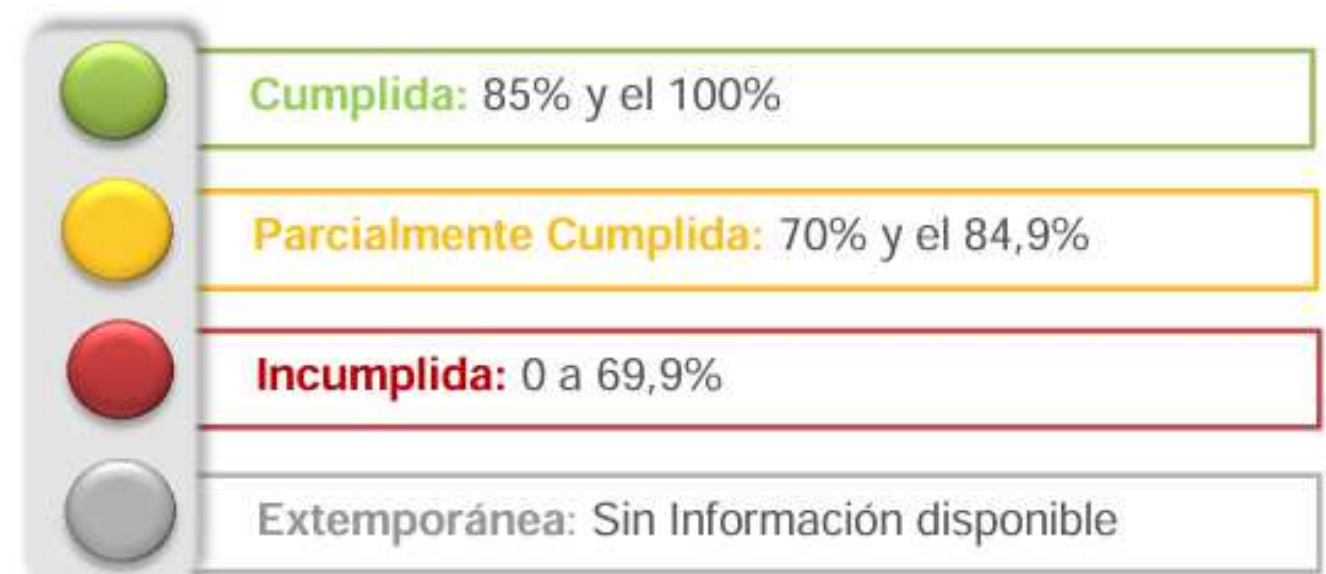 Cumplida: 85% y el 100%
Parcialmente Cumplida: 70% y el 84,9%
Incumplida: 0 a 69,9%
Extemporánea: Sin Información disponible